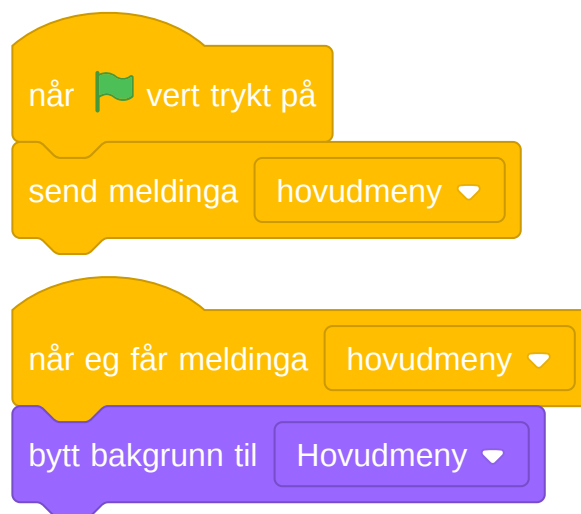 når vert trykt på
send meldinga hovudmeny
når eg får meldinga hovudmeny
bytt bakgrunn til Hovudmeny